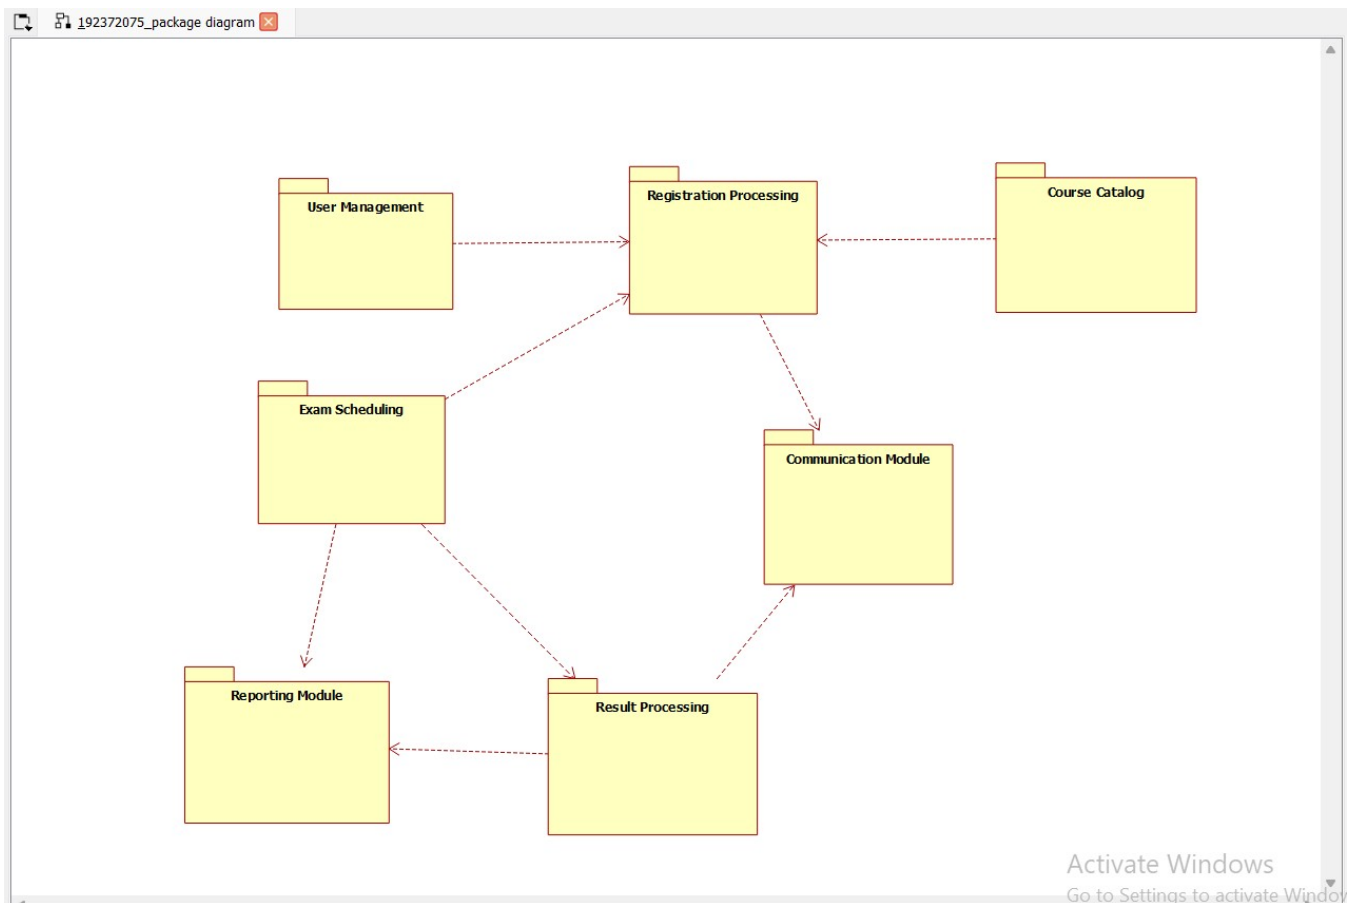 192372075_package diagram
User Management
Registration Processing
Course Catalog
Exam Scheduling
Communication Module
Reporting Module
Result Processing
Activate Windows
Go to Settings to activate Window